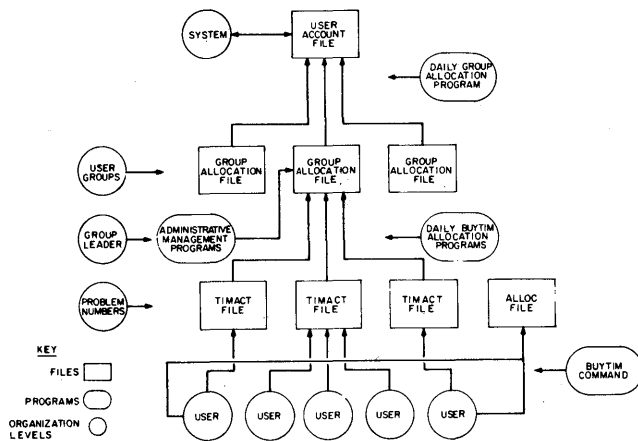 SYSTEM
USER
ACCOUNT
FILE
DAILY GROUP
ALLOCATION
PROGRAM
USER
GROUPS
GROUP
ALLOCATION
FILE
GROUP
ALLOCATION
FILE
GROUP
ALLOCATION
FILE
GROUP
LEADER
ADMINISTRATIVE
MANAGEMENT
PROGRAMS
DAILY BUYTIM
ALLOCATION
PROGRAMS
PROBLEM
NUMBERS
TIMACT
FILE
TIMACT
FILE
TIMACT
FILE
ALLOC
FILE
KEY
FILES
PROGRAMS
ORGANIZATION
LEVELS
BUYTIM
COMMAND
USER
USER
USER
USER
USER